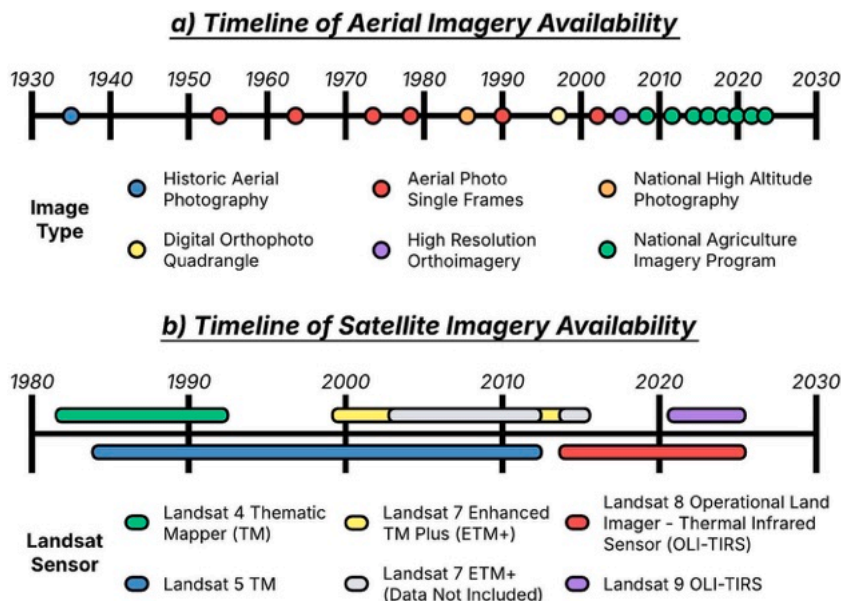 a) Timeline of Aerial Imagery Availability
1930 1940 1950 1960 1970 1980 1990 2000 2010 2020 2030
Image
Type
Historic Aerial
Photography
Aerial Photo
Single Frames
National High Altitude
Photography
Digital Orthophoto
Quadrangle
High Resolution
Orthoimagery
National Agriculture
Imagery Program
b) Timeline of Satellite Imagery Availability
1980 1990 2000 2010 2020 2030
Landsat
Sensor
Landsat 4 Thematic
Mapper (TM)
Landsat 7 Enhanced
TM Plus (ETM+)
Landsat 8 Operational Land
Imager - Thermal Infrared
Sensor (OLI-TIRS)
Landsat 5 TM
Landsat 7 ETM+
(Data Not Included)
Landsat 9 OLI-TIRS